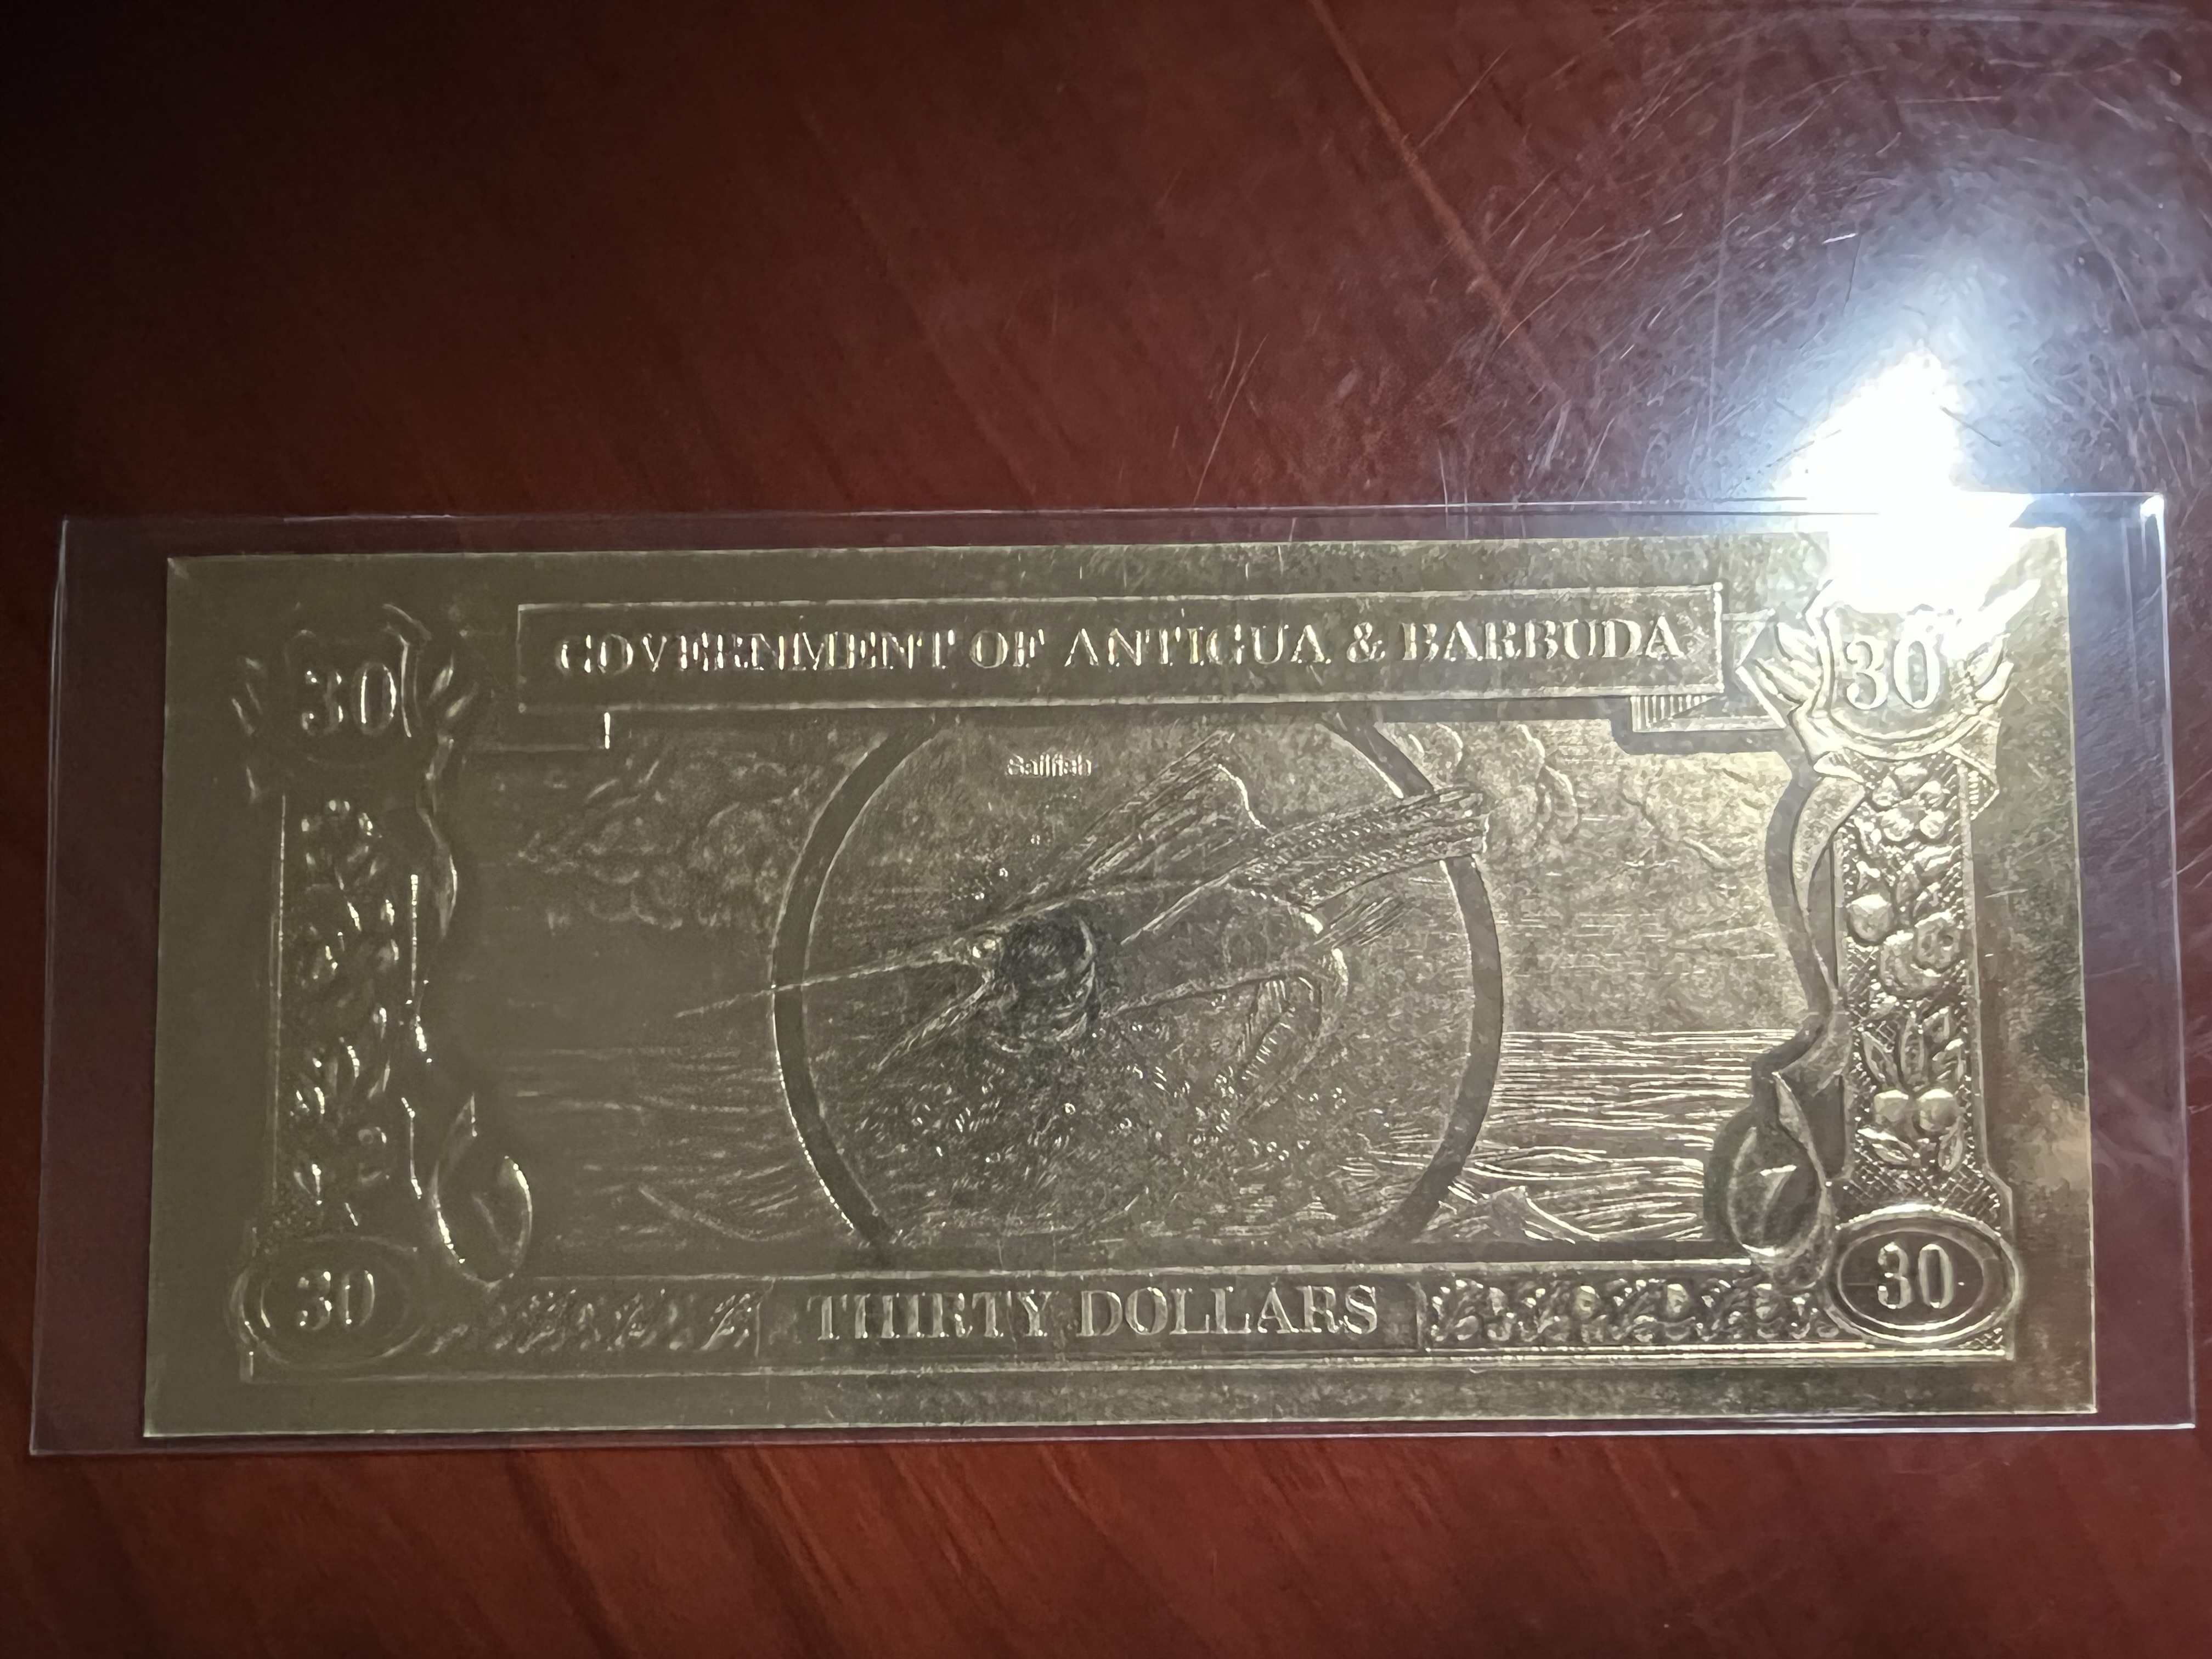 GOVERNMENT OF ANTIGUA & BARBUDA
30
30
Sailfish
30
THIRTY DOLLARS
30